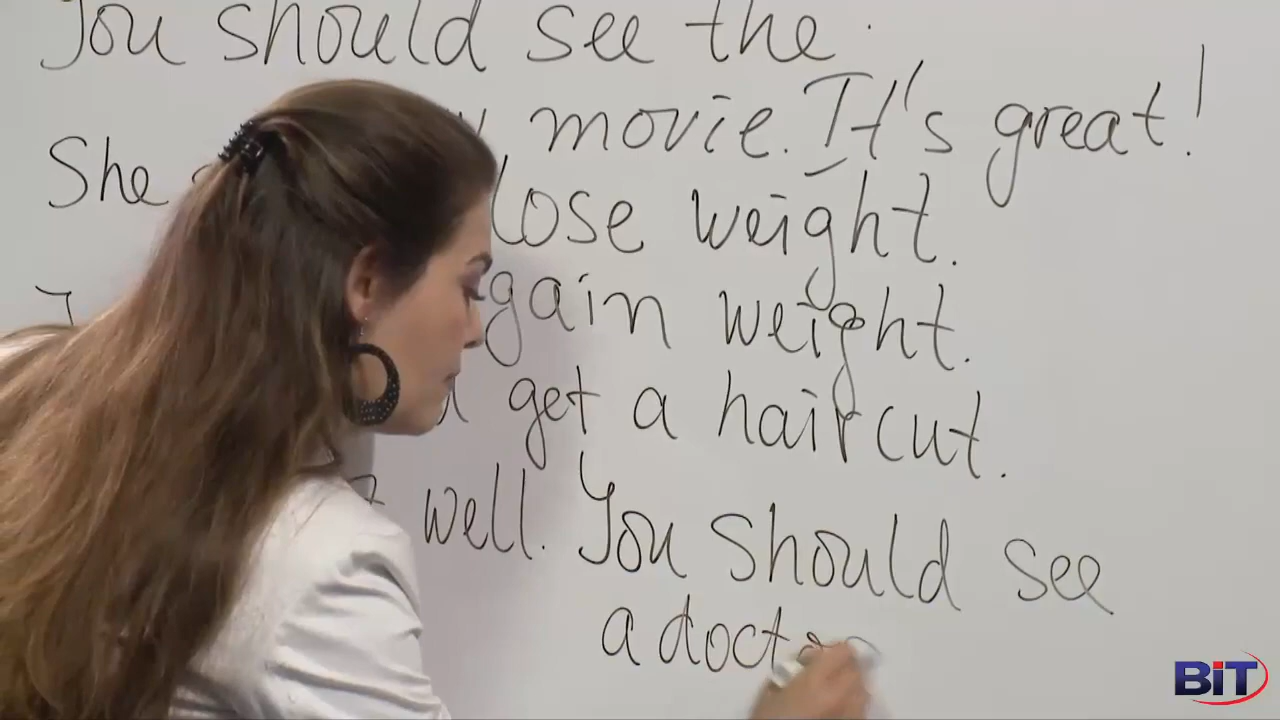 You should see the
movie. It's great!
She lose weight.
gain weight.
get a haircut.
well. You should see
a doctor
BiT